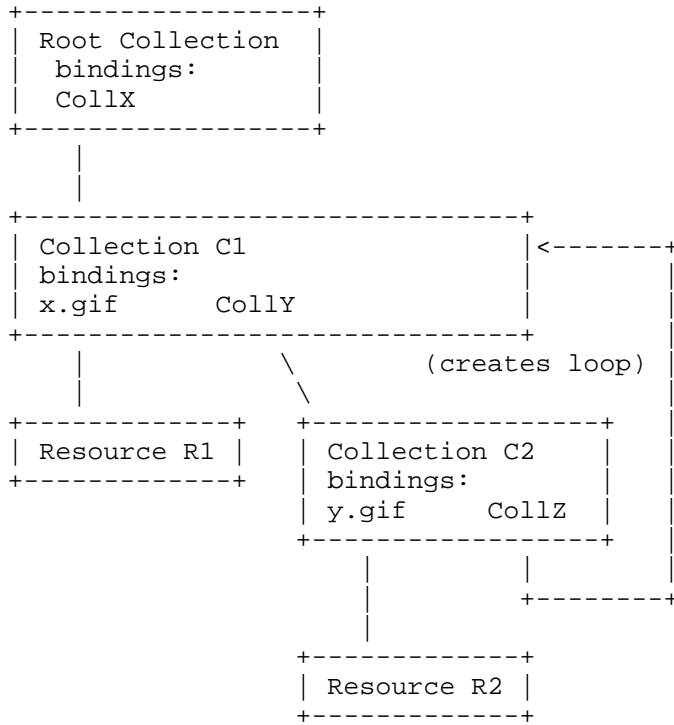 Root Collection
bindings:
CollX
Collection C1
bindings:
x.gif CollY
(creates loop)
Resource R1
Collection C2
bindings:
y.gif CollZ
Resource R2